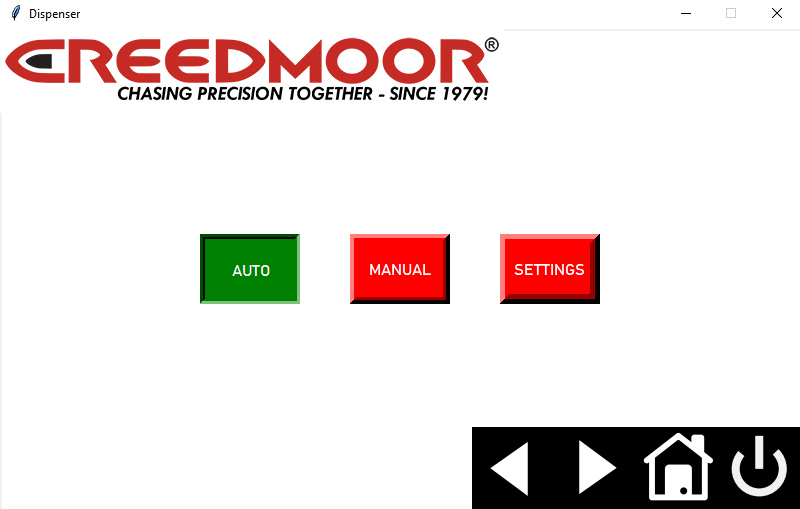 Dispenser
CREEDMOOR®
CHASING PRECISION TOGETHER - SINCE 1979!
AUTO
MANUAL
SETTINGS